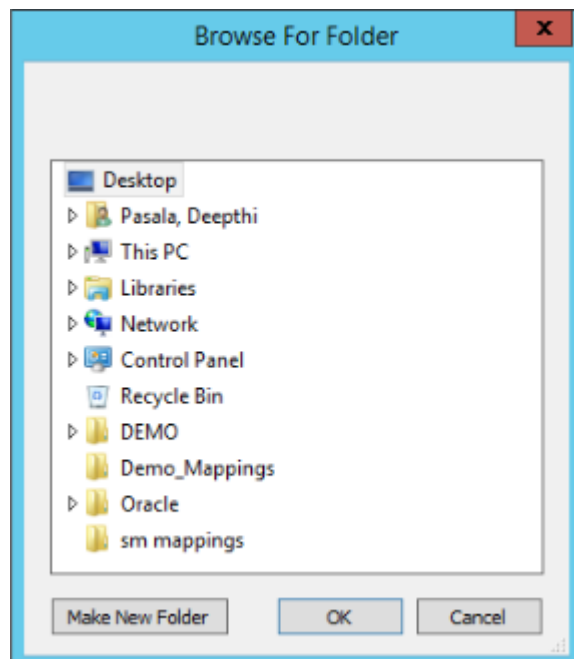 Browse For Folder
x
Desktop
Pasala, Deepthi
This PC
Libraries
Network
Control Panel
Recycle Bin
DEMO
Demo_Mappings
Oracle
sm mappings
Make New Folder OK Cancel